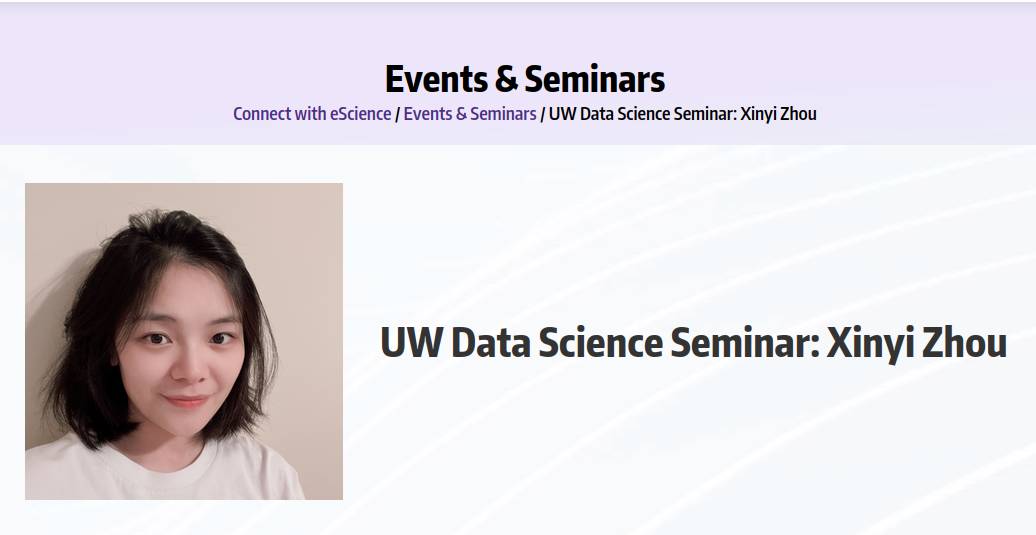 Events & Seminars
Connect with eScience / Events & Seminars / UW Data Science Seminar: Xinyi Zhou
UW Data Science Seminar: Xinyi Zhou